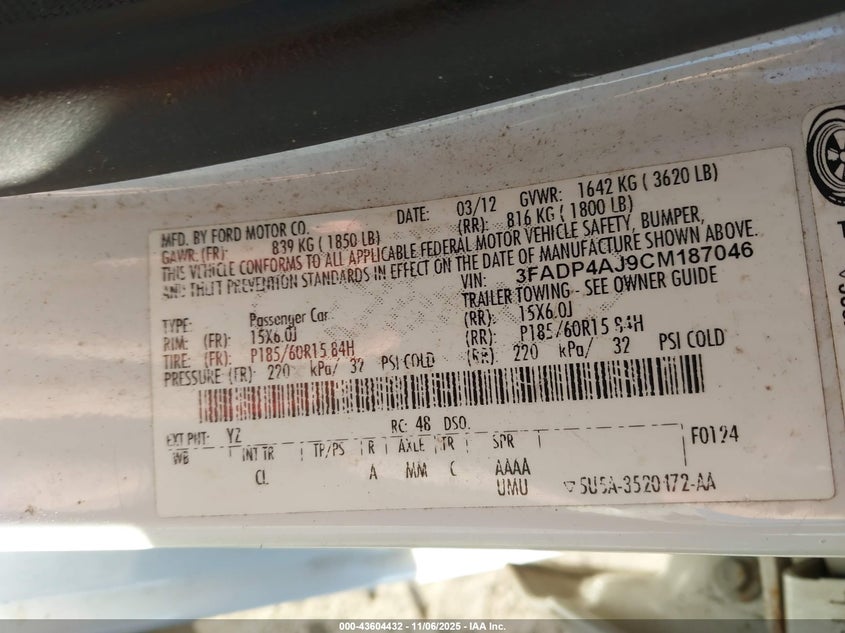 MFD. BY FORD MOTOR CO. DATE: 03/12 GVWR: 1642 KG ( 3620 LB)
GAWR: (FR): 839 KG ( 1850 LB) (RR): 816 KG ( 1800 LB)
THIS VEHICLE CONFORMS TO ALL APPLICABLE FEDERAL MOTOR VEHICLE SAFETY, BUMPER,
AND THEFT PREVENTION STANDARDS IN EFFECT ON THE DATE OF MANUFACTURE SHOWN ABOVE.
VIN: 3FADP4AJ9CM187046
TYPE: Passenger Car TRAILER TOWING - SEE OWNER GUIDE
RIM: (FR): 15X6.0J (RR): 15X6.0J
TIRE: (FR): P185/60R15 84H (RR): P185/60R15 84H
PRESSURE (FR): 220 kPa/ 32 PSI COLD (RR): 220 kPa/ 32 PSI COLD
EXT PNT: YZ RC: 48 DSO: F0124
WB INT TR TP/PS R AXLE TR SPR
CL A MM C AAAA
UMU ▽5U5A-3520472-AA
000-43604432 - 11/06/2025 - IAA Inc.